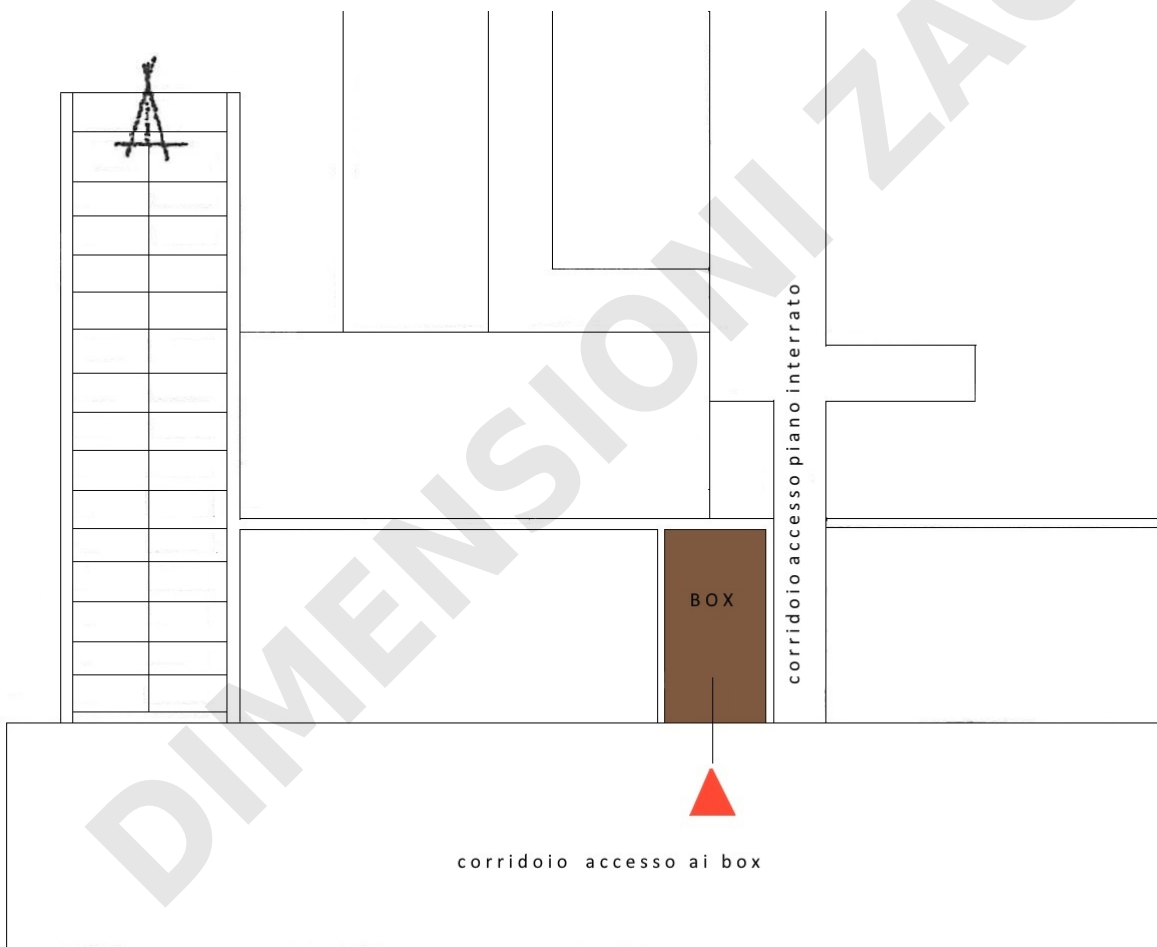 DIMENSIONI ZAC
corridoio accesso piano interrato
BOX
corridoio accesso ai box